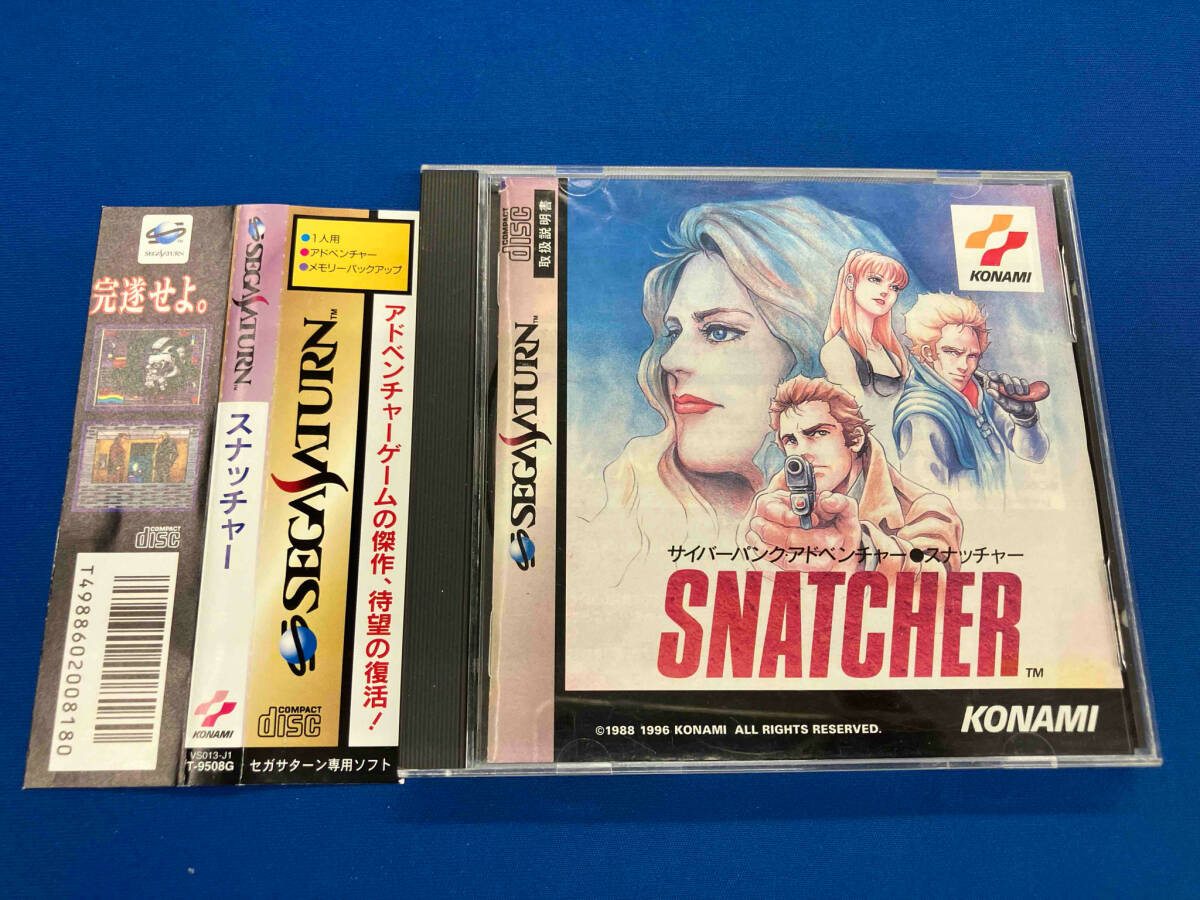 SEGA SATURN
完遂せよ。
COMPACT
disc
T4988602008180
SEGA SATURN™
スナッチャー
KONAMI
VS013-J1
T-9508G
●1人用
●アドベンチャー
●メモリーバックアップ
SEGA SATURN™
COMPACT
disc
セガサターン専用ソフト
アドベンチャーゲームの傑作、待望の復活!
COMPACT
disc
SEGA SATURN™
取扱説明書
KONAMI
サイバーパンク・アドベンチャー●スナッチャー
SNATCHER™
©1988 1996 KONAMI ALL RIGHTS RESERVED.
KONAMI